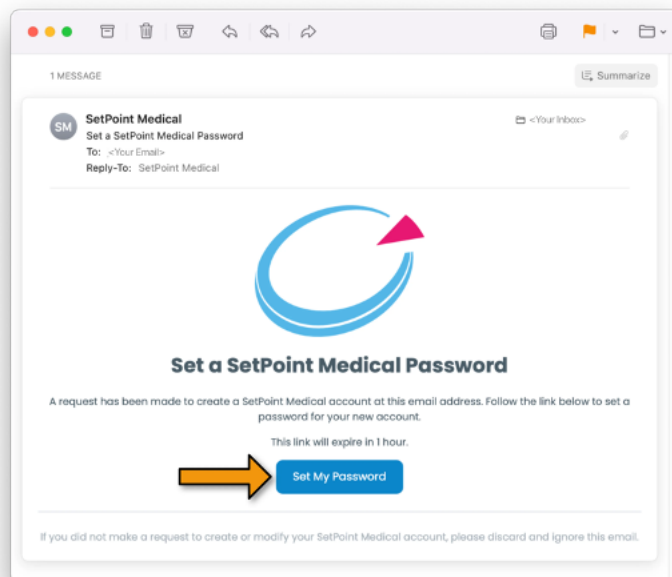 1 MESSAGE
Summarize
SM
SetPoint Medical
<Your Inbox>
Set a SetPoint Medical Password
To: <Your Email>
Reply-To: SetPoint Medical
Set a SetPoint Medical Password
A request has been made to create a SetPoint Medical account at this email address. Follow the link below to set a
password for your new account.
This link will expire in 1 hour.
Set My Password
If you did not make a request to create or modify your SetPoint Medical account, please discard and ignore this email.